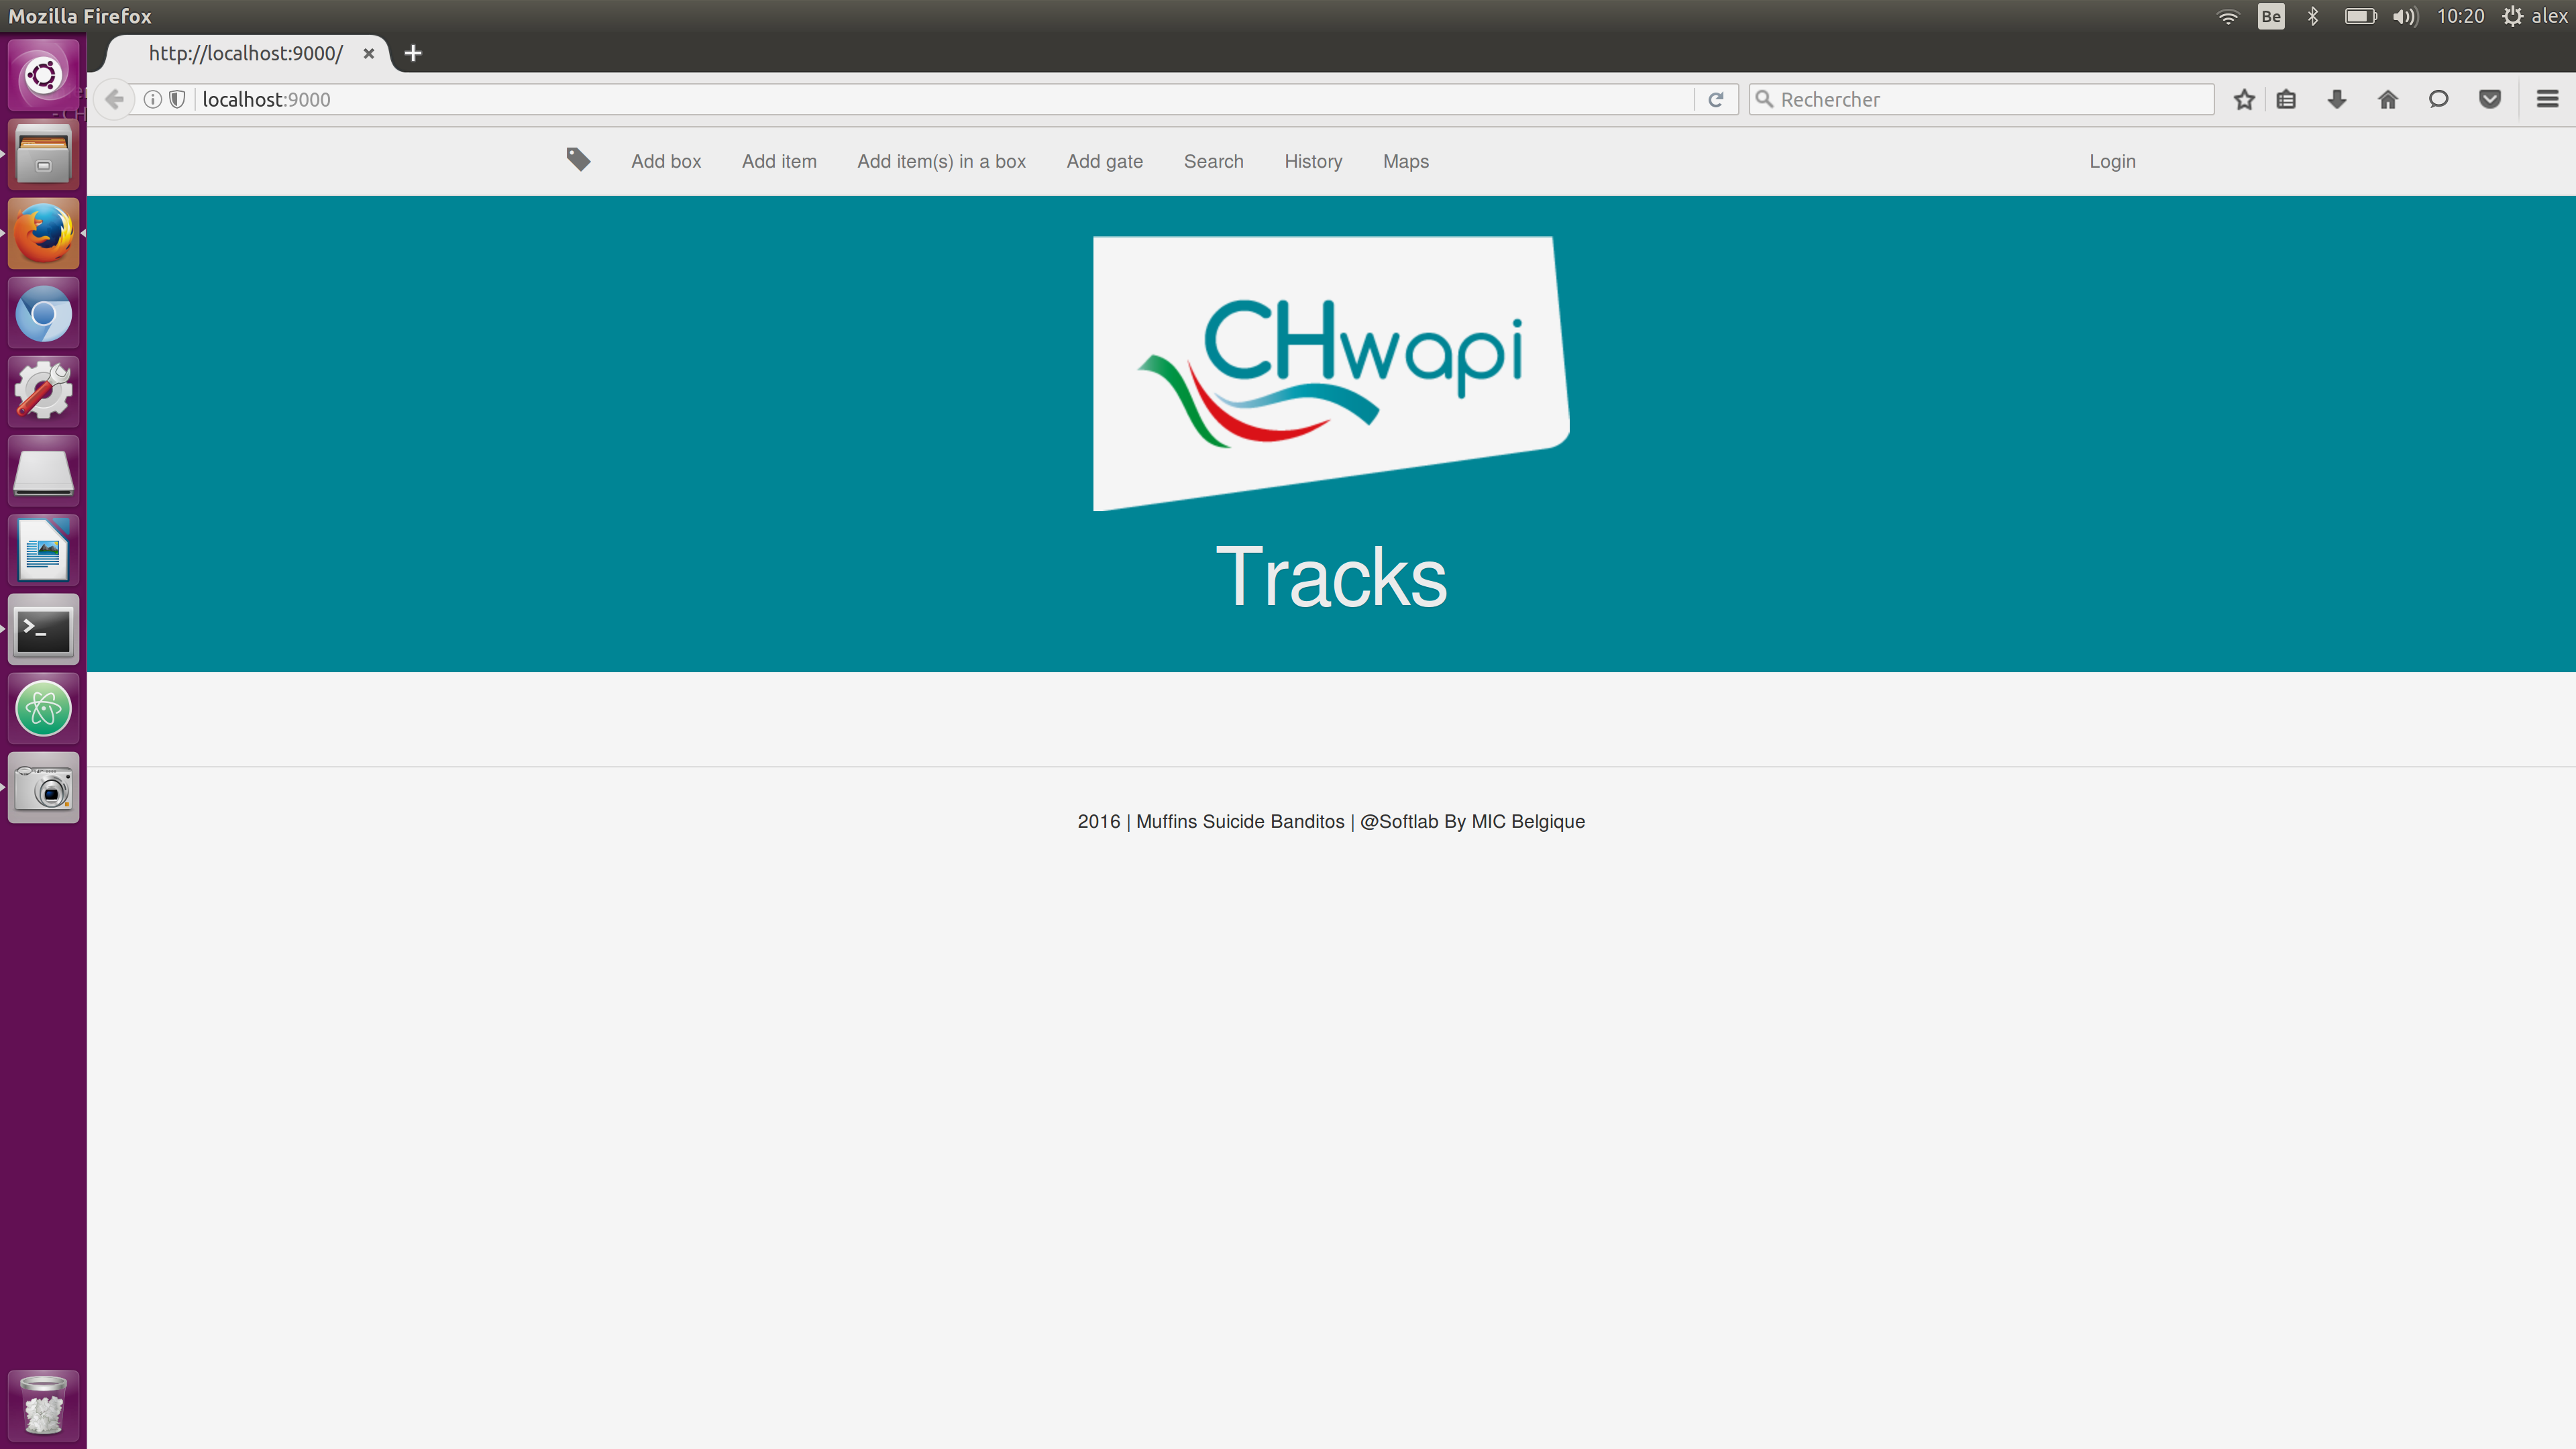 Mozilla Firefox
Be
10:20
alex
http://localhost:9000/
localhost:9000
Rechercher
Add box
Add item
Add item(s) in a box
Add gate
Search
History
Maps
Login
CHwapi
Tracks
2016 | Muffins Suicide Banditos | @Softlab By MIC Belgique